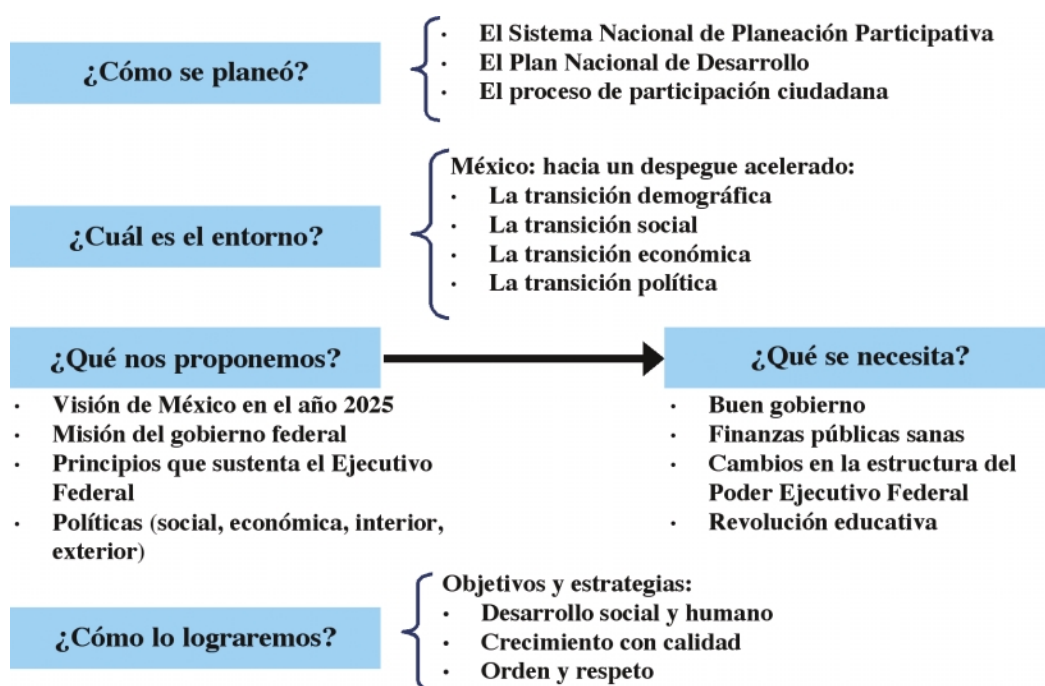 ¿Cómo se planeó?
· El Sistema Nacional de Planeación Participativa
· El Plan Nacional de Desarrollo
· El proceso de participación ciudadana
¿Cuál es el entorno?
México: hacia un despegue acelerado:
· La transición demográfica
· La transición social
· La transición económica
· La transición política
¿Qué nos proponemos?
· Visión de México en el año 2025
· Misión del gobierno federal
· Principios que sustenta el Ejecutivo
Federal
· Políticas (social, económica, interior,
exterior)
¿Qué se necesita?
· Buen gobierno
· Finanzas públicas sanas
· Cambios en la estructura del
Poder Ejecutivo Federal
· Revolución educativa
¿Cómo lo lograremos?
Objetivos y estrategias:
· Desarrollo social y humano
· Crecimiento con calidad
· Orden y respeto